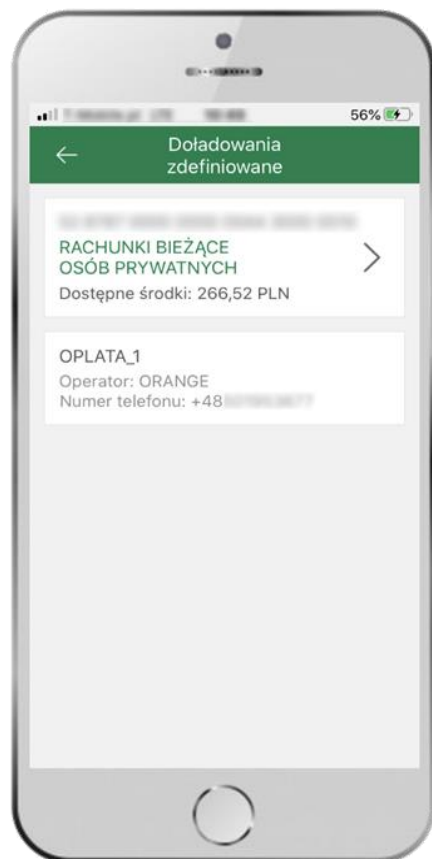 56%
Doładowania
zdefiniowane
RACHUNKI BIEŻĄCE
OSÓB PRYWATNYCH
Dostępne środki: 266,52 PLN
OPLATA_1
Operator: ORANGE
Numer telefonu: +48